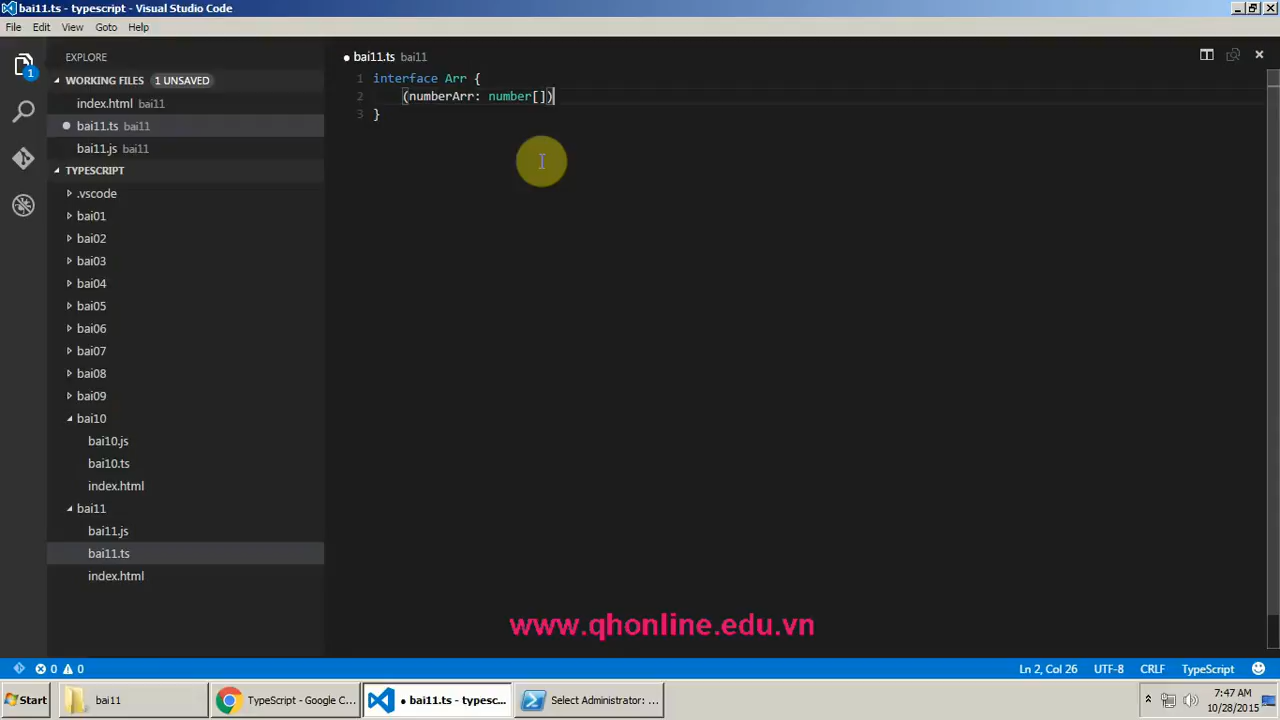 bai11.ts - typescript - Visual Studio Code
File Edit View Goto Help
EXPLORE
WORKING FILES 1 UNSAVED
index.html bai11
bai11.ts bai11
bai11.js bai11
TYPESCRIPT
.vscode
bai01
bai02
bai03
bai04
bai05
bai06
bai07
bai08
bai09
bai10
bai10.js
bai10.ts
index.html
bai11
bai11.js
bai11.ts
index.html
1
bai11.ts bai11
1 interface Arr {
2 (numberArr: number[])
3 }
www.qhonline.edu.vn
0 0 Ln 2, Col 26 UTF-8 CRLF TypeScript
Start bai11 TypeScript - Google C... bai11.ts - typesc... Select Administrator: ... 7:47 AM
10/28/2015